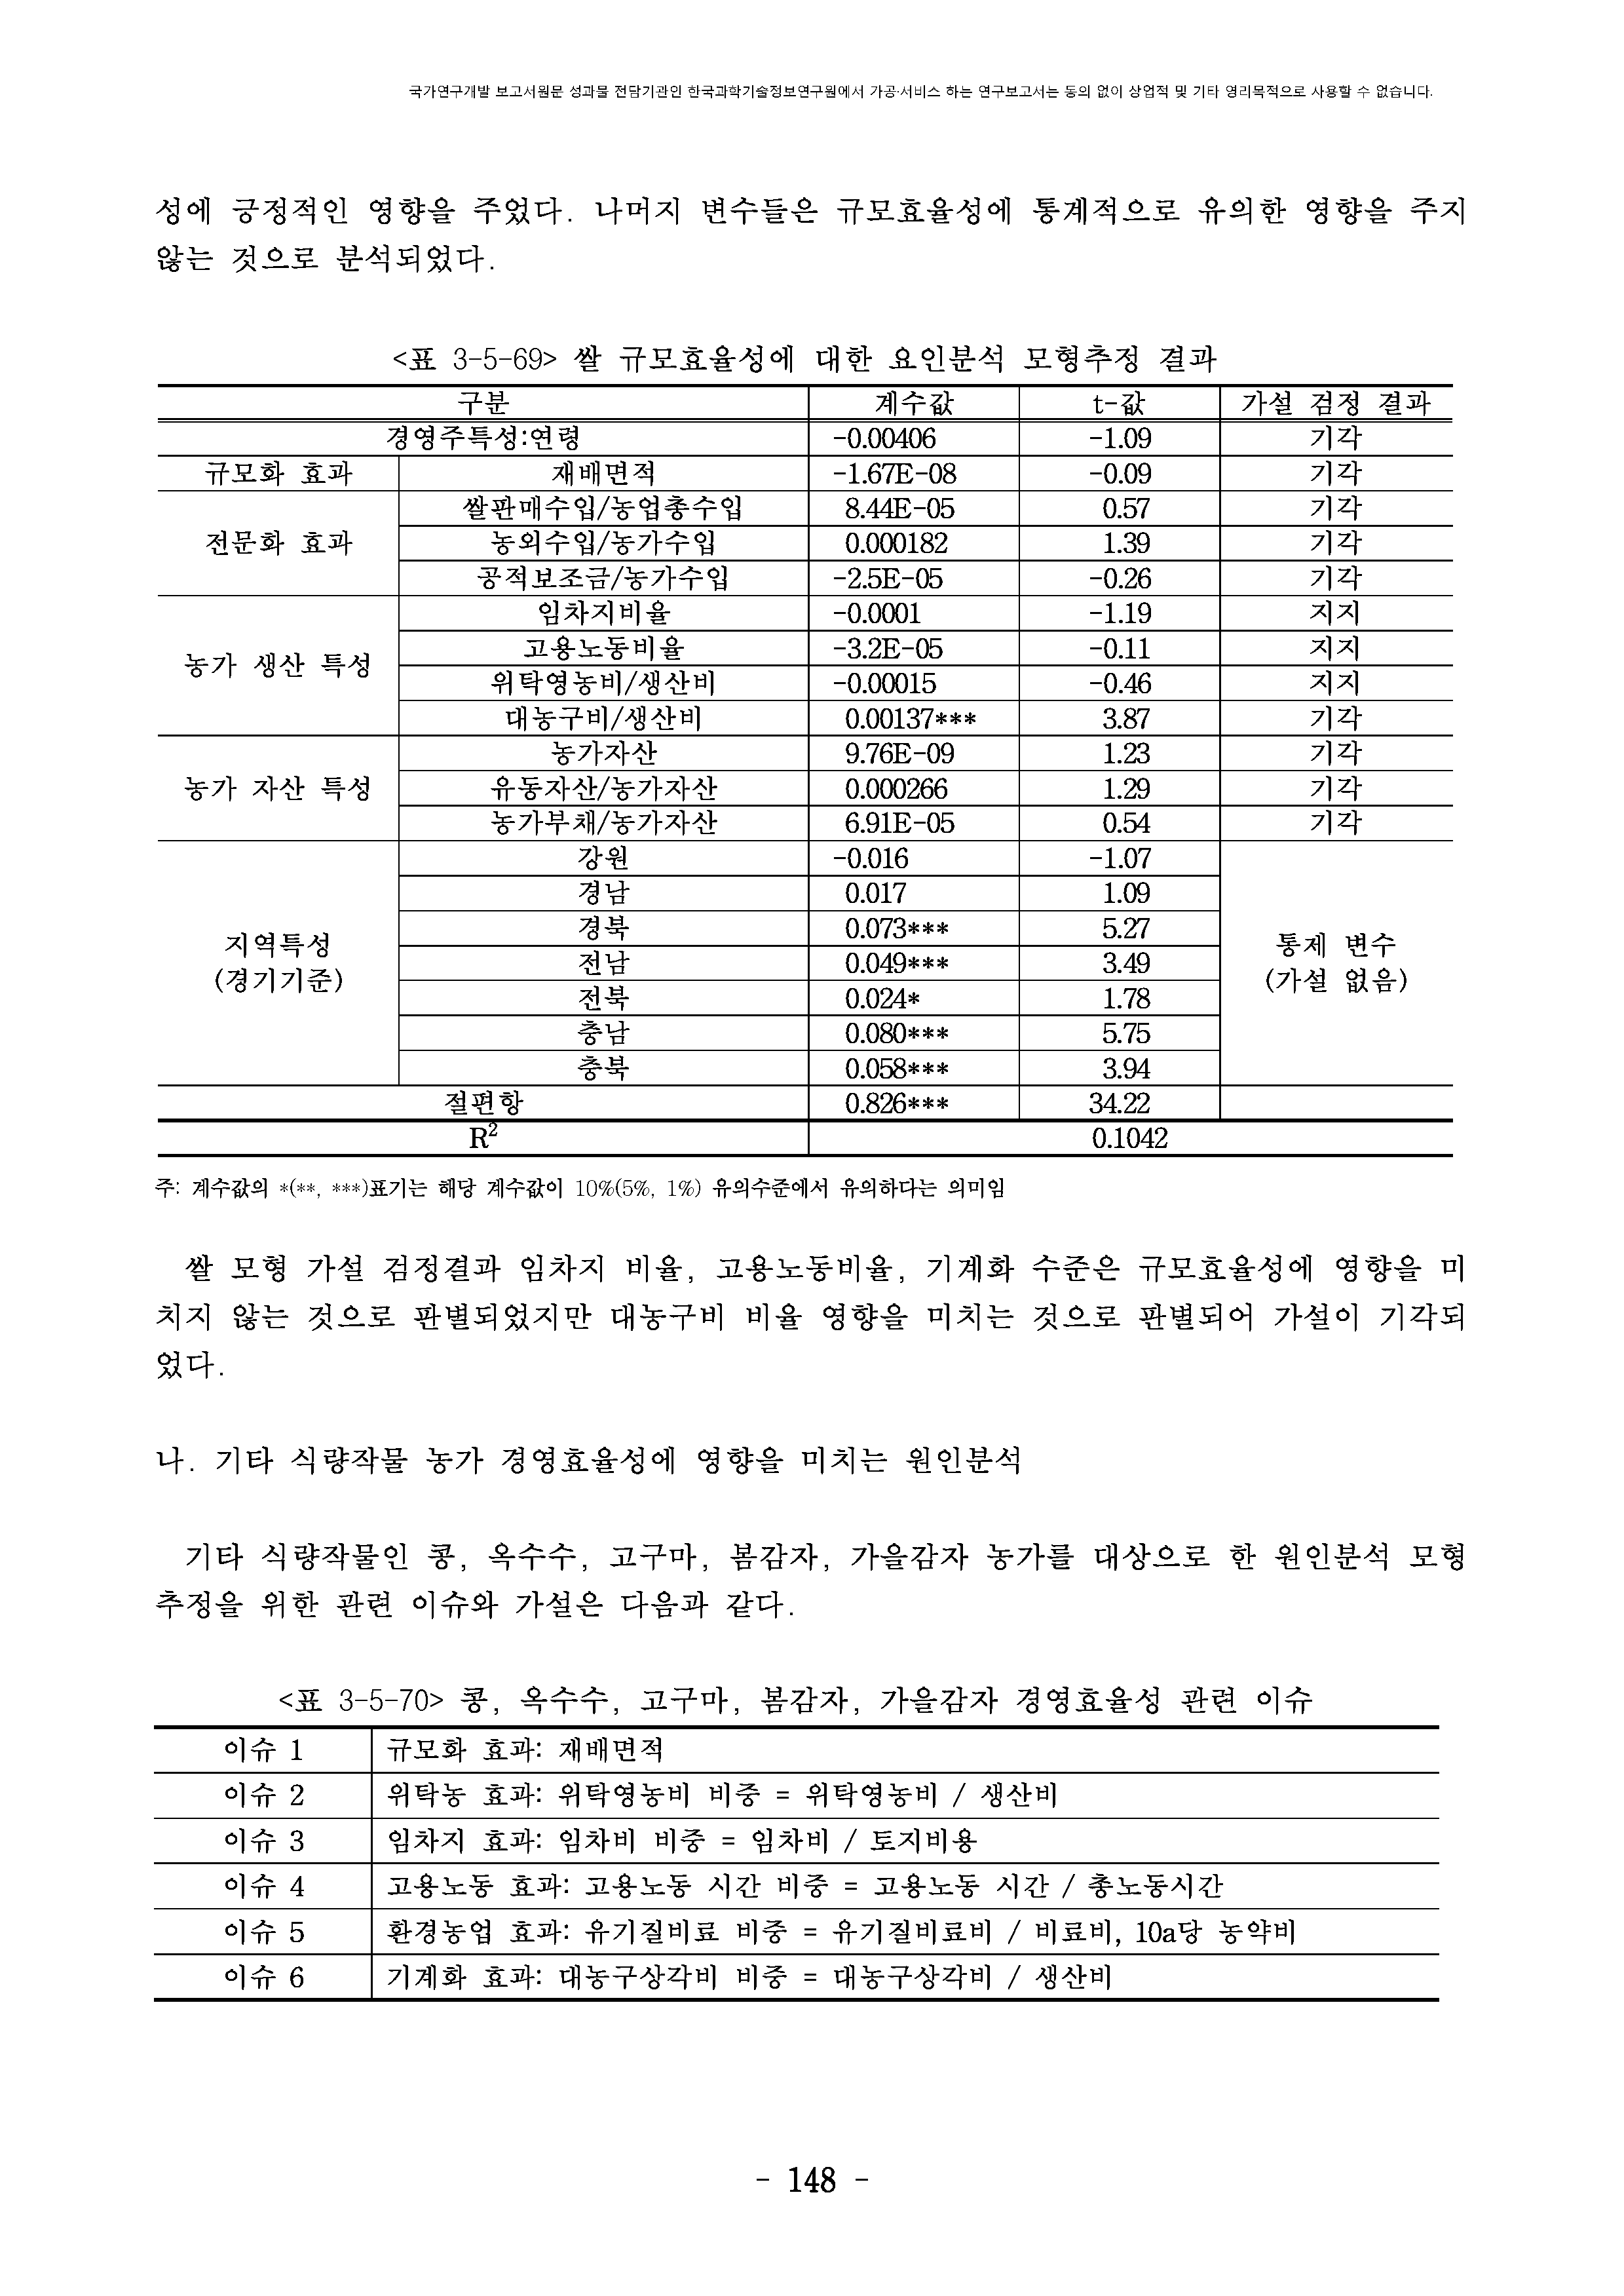 국가연구개발 보고서원문 성과물 전담기관인 한국과학기술정보연구원에서 가공·서비스 하는 연구보고서는 동의 없이 상업적 및 기타 영리목적으로 사용할 수 없습니다.
성에 긍정적인 영향을 주었다. 나머지 변수들은 규모효율성에 통계적으로 유의한 영향을 주지
않는 것으로 분석되었다.
<표 3-5-69> 쌀 규모효율성에 대한 요인분석 모형추정 결과
구분 계수값 t-값 가설 검정 결과
경영주특성:연령 -0.00406 -1.09 기각
규모화 효과 재배면적 -1.67E-08 -0.09 기각
쌀판매수입/농업총수입 8.44E-05 0.57 기각
전문화 효과 농외수입/농가수입 0.000182 1.39 기각
공적보조금/농가수입 -2.5E-05 -0.26 기각
임차지비율 -0.0001 -1.19 지지
고용노동비율 -3.2E-05 -0.11 지지
농가 생산 특성
위탁영농비/생산비 -0.00015 -0.46 지지
대농구비/생산비 0.00137*** 3.87 기각
농가자산 9.76E-09 1.23 기각
농가 자산 특성 유동자산/농가자산 0.000266 1.29 기각
농가부채/농가자산 6.91E-05 0.54 기각
강원 -0.016 -1.07
경남 0.017 1.09
경북 0.073*** 5.27
지역특성 통제 변수
전남 0.049*** 3.49
(경기기준) (가설 없음)
전북 0.024* 1.78
충남 0.080*** 5.75
충북 0.058*** 3.94
절편항 0.826*** 34.22
R² 0.1042
주: 계수값의 *(**, ***)표기는 해당 계수값이 10%(5%, 1%) 유의수준에서 유의하다는 의미임
쌀 모형 가설 검정결과 임차지 비율, 고용노동비율, 기계화 수준은 규모효율성에 영향을 미
치지 않는 것으로 판별되었지만 대농구비 비율 영향을 미치는 것으로 판별되어 가설이 기각되
었다.
나. 기타 식량작물 농가 경영효율성에 영향을 미치는 원인분석
기타 식량작물인 콩, 옥수수, 고구마, 봄감자, 가을감자 농가를 대상으로 한 원인분석 모형
추정을 위한 관련 이슈와 가설은 다음과 같다.
<표 3-5-70> 콩, 옥수수, 고구마, 봄감자, 가을감자 경영효율성 관련 이슈
이슈 1 규모화 효과: 재배면적
이슈 2 위탁농 효과: 위탁영농비 비중 = 위탁영농비 / 생산비
이슈 3 임차지 효과: 임차비 비중 = 임차비 / 토지비용
이슈 4 고용노동 효과: 고용노동 시간 비중 = 고용노동 시간 / 총노동시간
이슈 5 환경농업 효과: 유기질비료 비중 = 유기질비료비 / 비료비, 10a당 농약비
이슈 6 기계화 효과: 대농구상각비 비중 = 대농구상각비 / 생산비
- 148 -